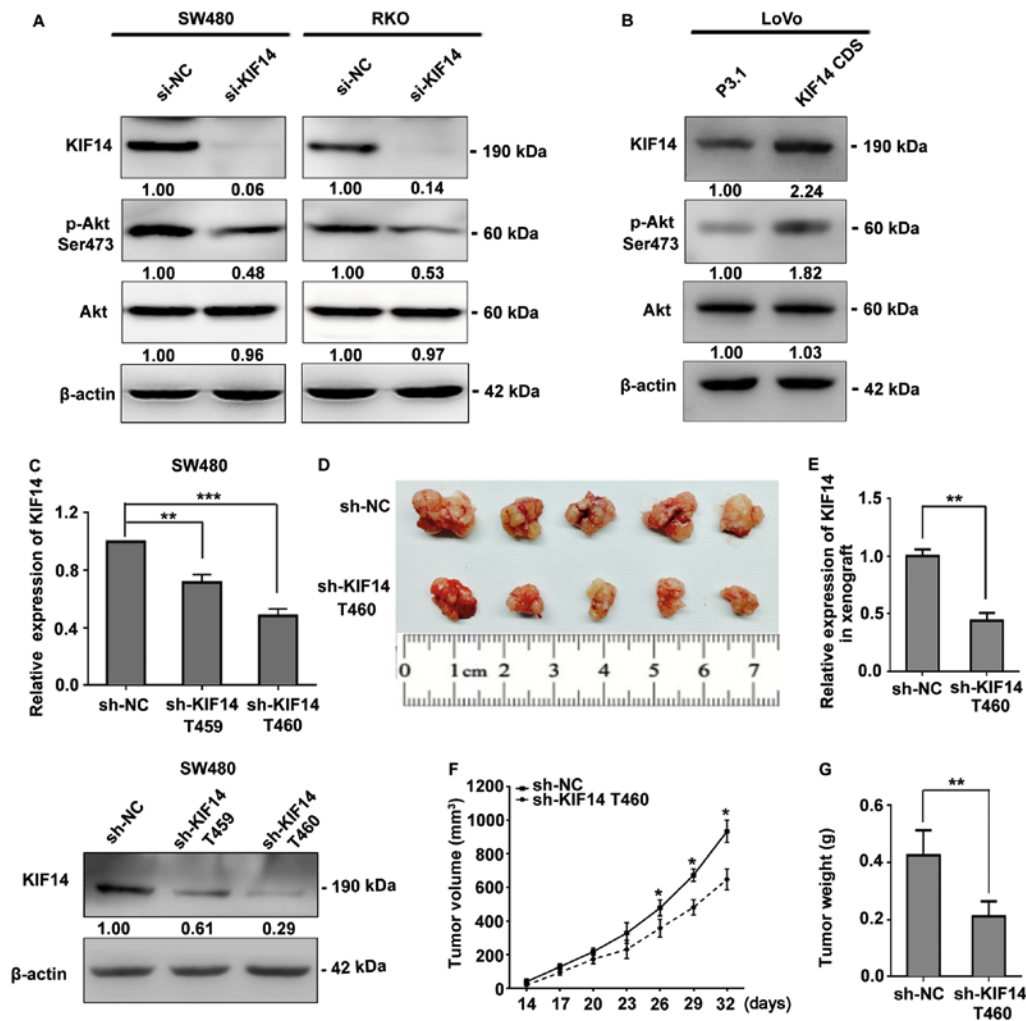 A
SW480
RKO
si-NC
si-KIF14
si-NC
si-KIF14
KIF14
- 190 kDa
1.00
0.06
1.00
0.14
p-Akt
Ser473
- 60 kDa
1.00
0.48
1.00
0.53
Akt
- 60 kDa
1.00
0.96
1.00
0.97
β-actin
- 42 kDa
B
LoVo
P3.1
KIF14 CDS
KIF14
- 190 kDa
1.00
2.24
p-Akt
Ser473
- 60 kDa
1.00
1.82
Akt
- 60 kDa
1.00
1.03
β-actin
- 42 kDa
C
SW480
Relative expression of KIF14
1.2
0.8
0.4
0.0
**
***
sh-NC
sh-KIF14
T459
sh-KIF14
T460
SW480
sh-NC
sh-KIF14
T459
sh-KIF14
T460
KIF14
- 190 kDa
1.00
0.61
0.29
β-actin
- 42 kDa
D
sh-NC
sh-KIF14
T460
0 1 cm 2 3 4 5 6 7
E
Relative expression of KIF14
in xenograft
1.5
1.0
0.5
0.0
**
sh-NC
sh-KIF14
T460
F
sh-NC
sh-KIF14 T460
Tumor volume (mm³)
1200
1000
800
600
400
200
0
*
*
*
14 17 20 23 26 29 32 (days)
G
Tumor weight (g)
0.6
0.4
0.2
0.0
**
sh-NC
sh-KIF14
T460